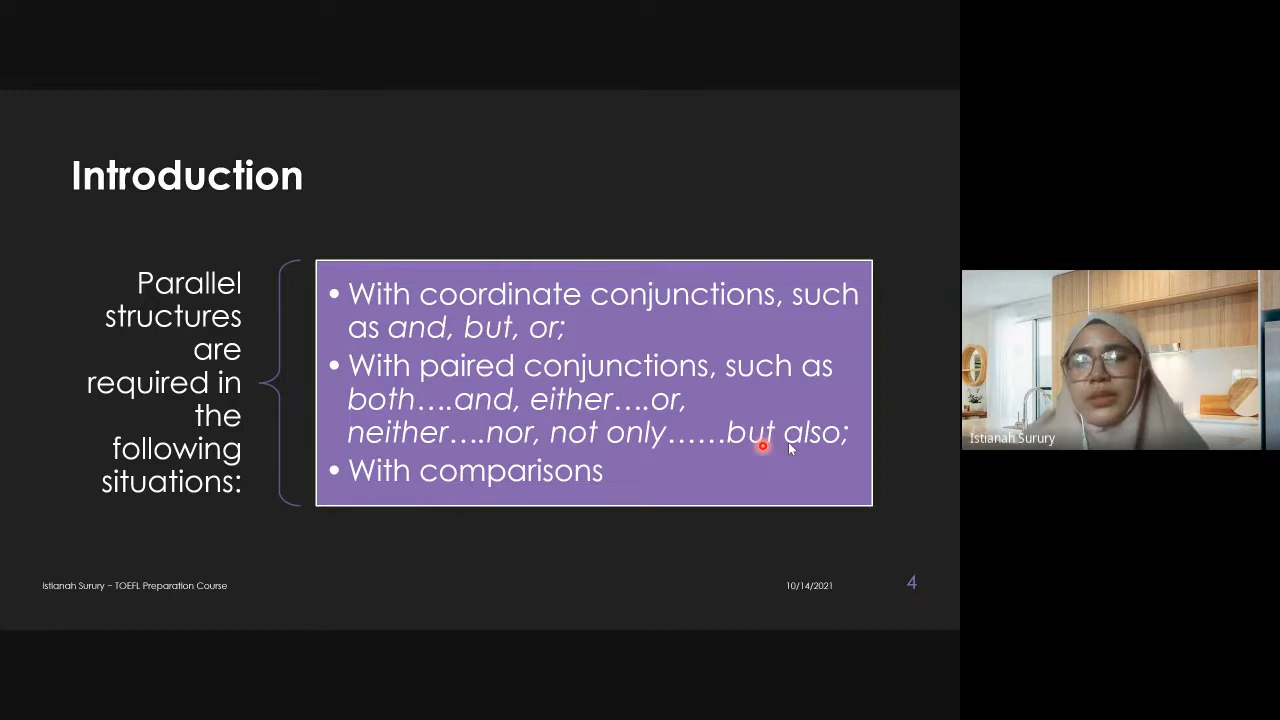 Introduction
Parallel
structures
are
required in
the
following
situations:
• With coordinate conjunctions, such
as and, but, or;
• With paired conjunctions, such as
both….and, either….or,
neither….nor, not only……but also;
• With comparisons
Istianah Surury – TOEFL Preparation Course
10/14/2021
4
Istianah Surury